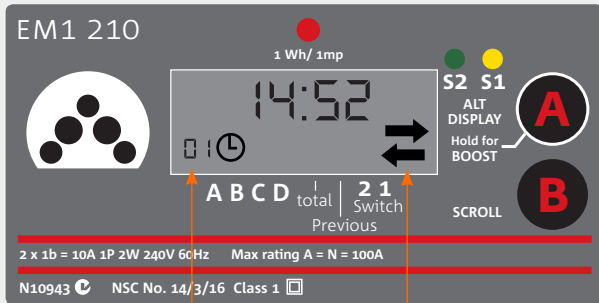 EM1 210
1 Wh/ 1mp
S2 S1
14:52
ALT
DISPLAY
A
Hold for
BOOST
01
A B C D total 2 1
Switch
Previous
B
SCROLL
2 x 1b = 10A 1P 2W 240V 60Hz Max rating A = N = 100A
N10943 NSC No. 14/3/16 Class 1